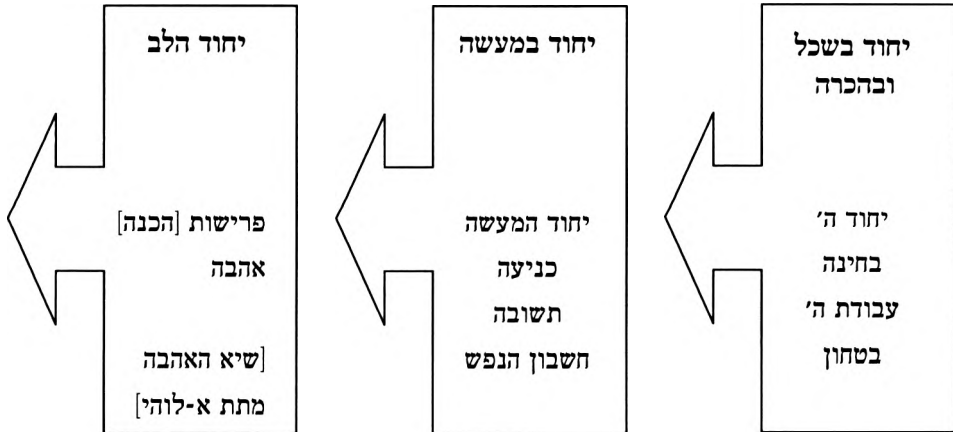 יחוד בשכל
ובהכרה
יחוד ה'
בחינה
עבודת ה'
בטחון
יחוד במעשה
יחוד המעשה
כניעה
תשובה
חשבון הנפש
יחוד הלב
פרישות [הכנה]
אהבה
[שיא האהבה
מתת א-לוהי]